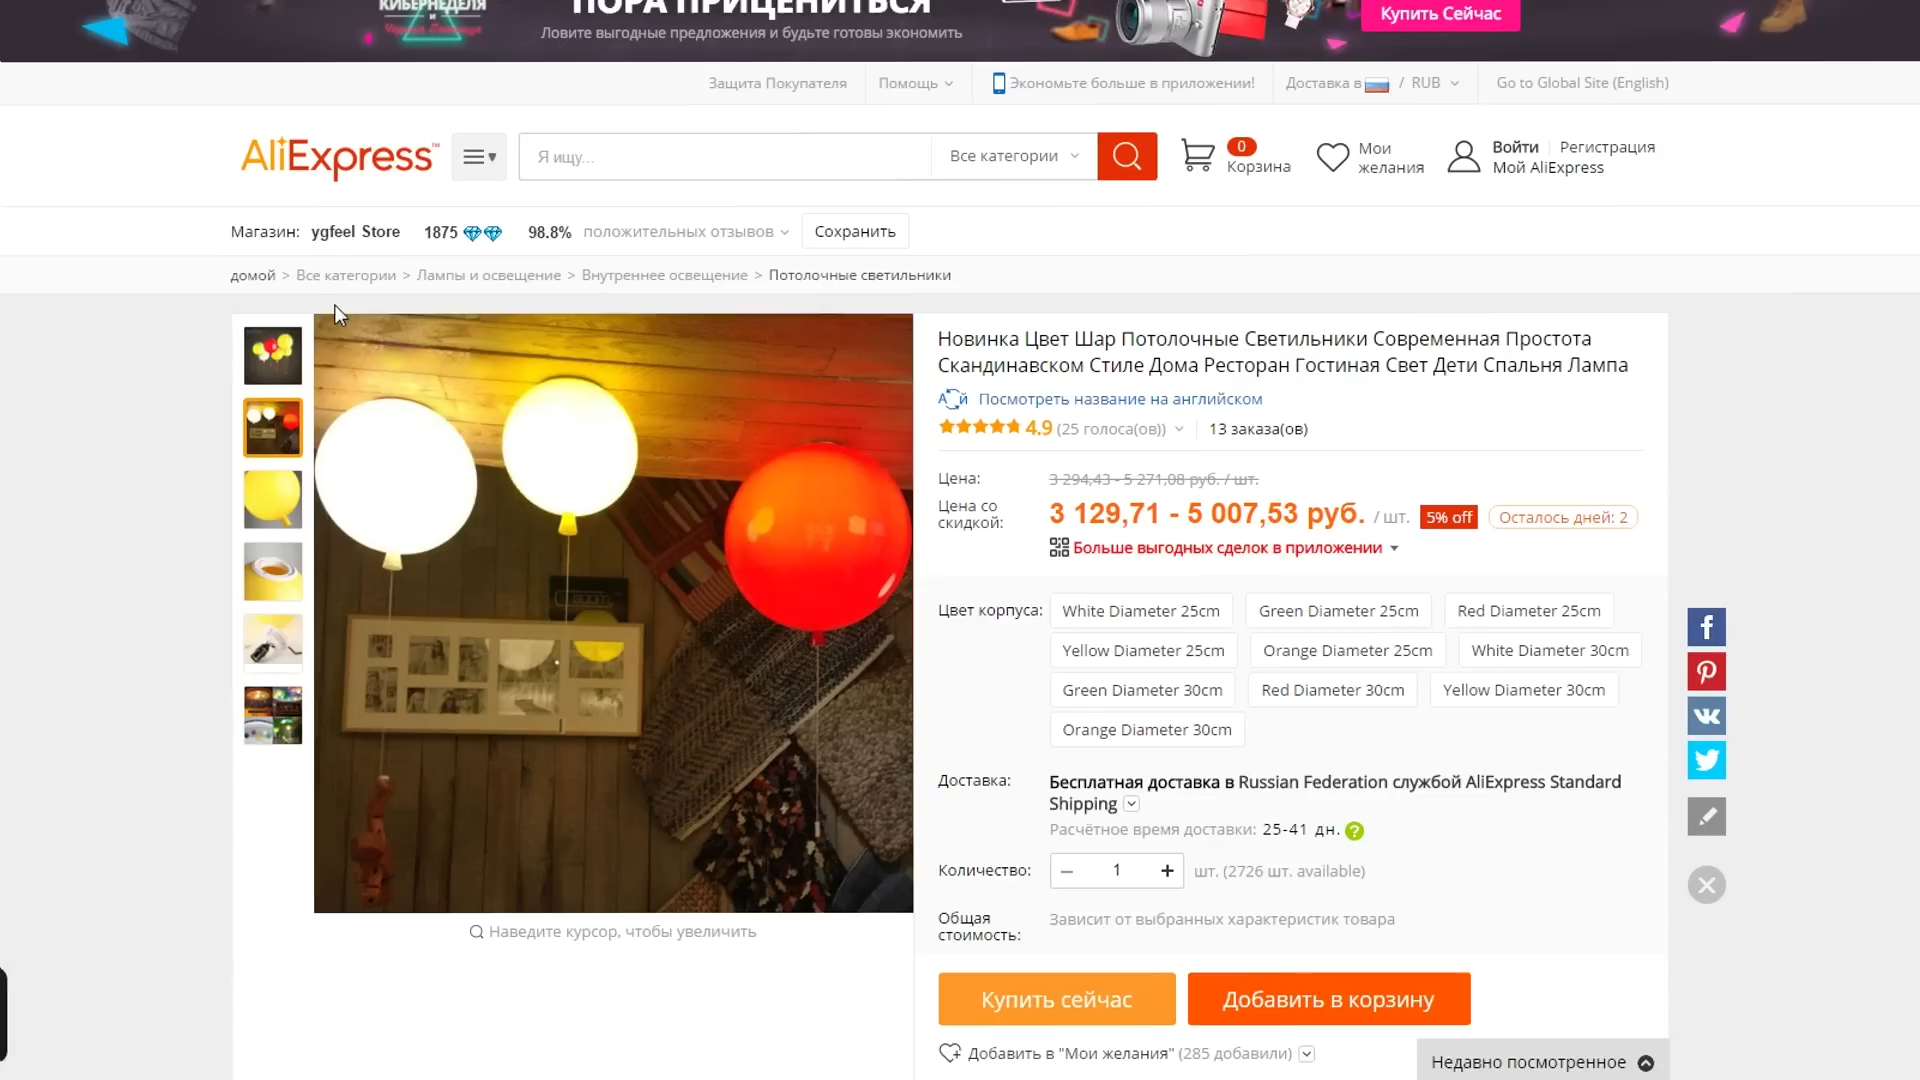 КИБЕРНЕДЕЛЯ
и
Черная Пятница
ПОРА ПРИЦЕНИТЬСЯ
Ловите выгодные предложения и будьте готовы экономить
Купить Сейчас
Защита Покупателя
Помощь
Экономьте больше в приложении!
Доставка в / RUB
Go to Global Site (English)
AliExpress™
Я ищу...
Все категории
0
Корзина
Мои
желания
Войти | Регистрация
Мой AliExpress
Магазин: ygfeel Store 1875 98.8% положительных отзывов
Сохранить
домой > Все категории > Лампы и освещение > Внутреннее освещение > Потолочные светильники
Новинка Цвет Шар Потолочные Светильники Современная Простота
Скандинавском Стиле Дома Ресторан Гостиная Свет Дети Спальня Лампа
Посмотреть название на английском
4.9 (25 голоса(ов)) 13 заказа(ов)
Цена: 3 294,43 - 5 271,08 руб. / шт.
Цена со
скидкой:
3 129,71 - 5 007,53 руб. / шт. 5% off Осталось дней: 2
Больше выгодных сделок в приложении
Цвет корпуса: White Diameter 25cm Green Diameter 25cm Red Diameter 25cm
Yellow Diameter 25cm Orange Diameter 25cm White Diameter 30cm
Green Diameter 30cm Red Diameter 30cm Yellow Diameter 30cm
Orange Diameter 30cm
Доставка: Бесплатная доставка в Russian Federation службой AliExpress Standard
Shipping
Расчётное время доставки: 25-41 дн. ?
Количество: – 1 + шт. (2726 шт. available)
Общая
стоимость:
Зависит от выбранных характеристик товара
Наведите курсор, чтобы увеличить
Купить сейчас
Добавить в корзину
Добавить в "Мои желания" (285 добавили)
Недавно посмотренное